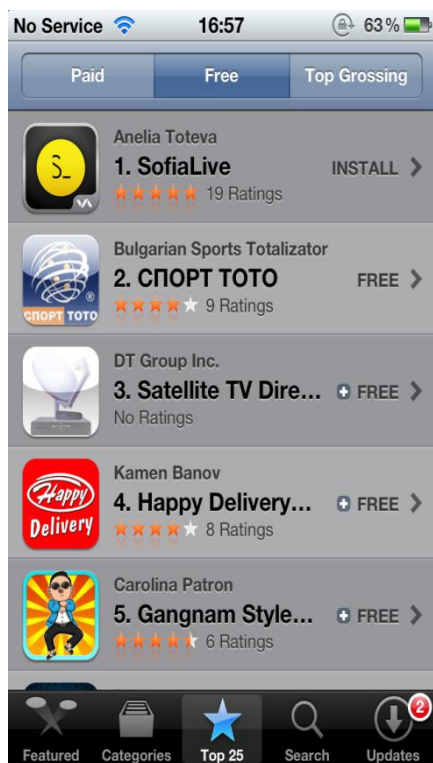 No Service 16:57 63%
Paid Free Top Grossing
Anelia Toteva
1. SofiaLive INSTALL
19 Ratings
S_
Bulgarian Sports Totalizator
2. СПОРТ ТОТО FREE
9 Ratings
®
СПОРТ ТОТО
DT Group Inc.
3. Satellite TV Dire... FREE
No Ratings
Kamen Banov
4. Happy Delivery... FREE
8 Ratings
Happy
Delivery
Carolina Patron
5. Gangnam Style... FREE
6 Ratings
2
Featured Categories Top 25 Search Updates